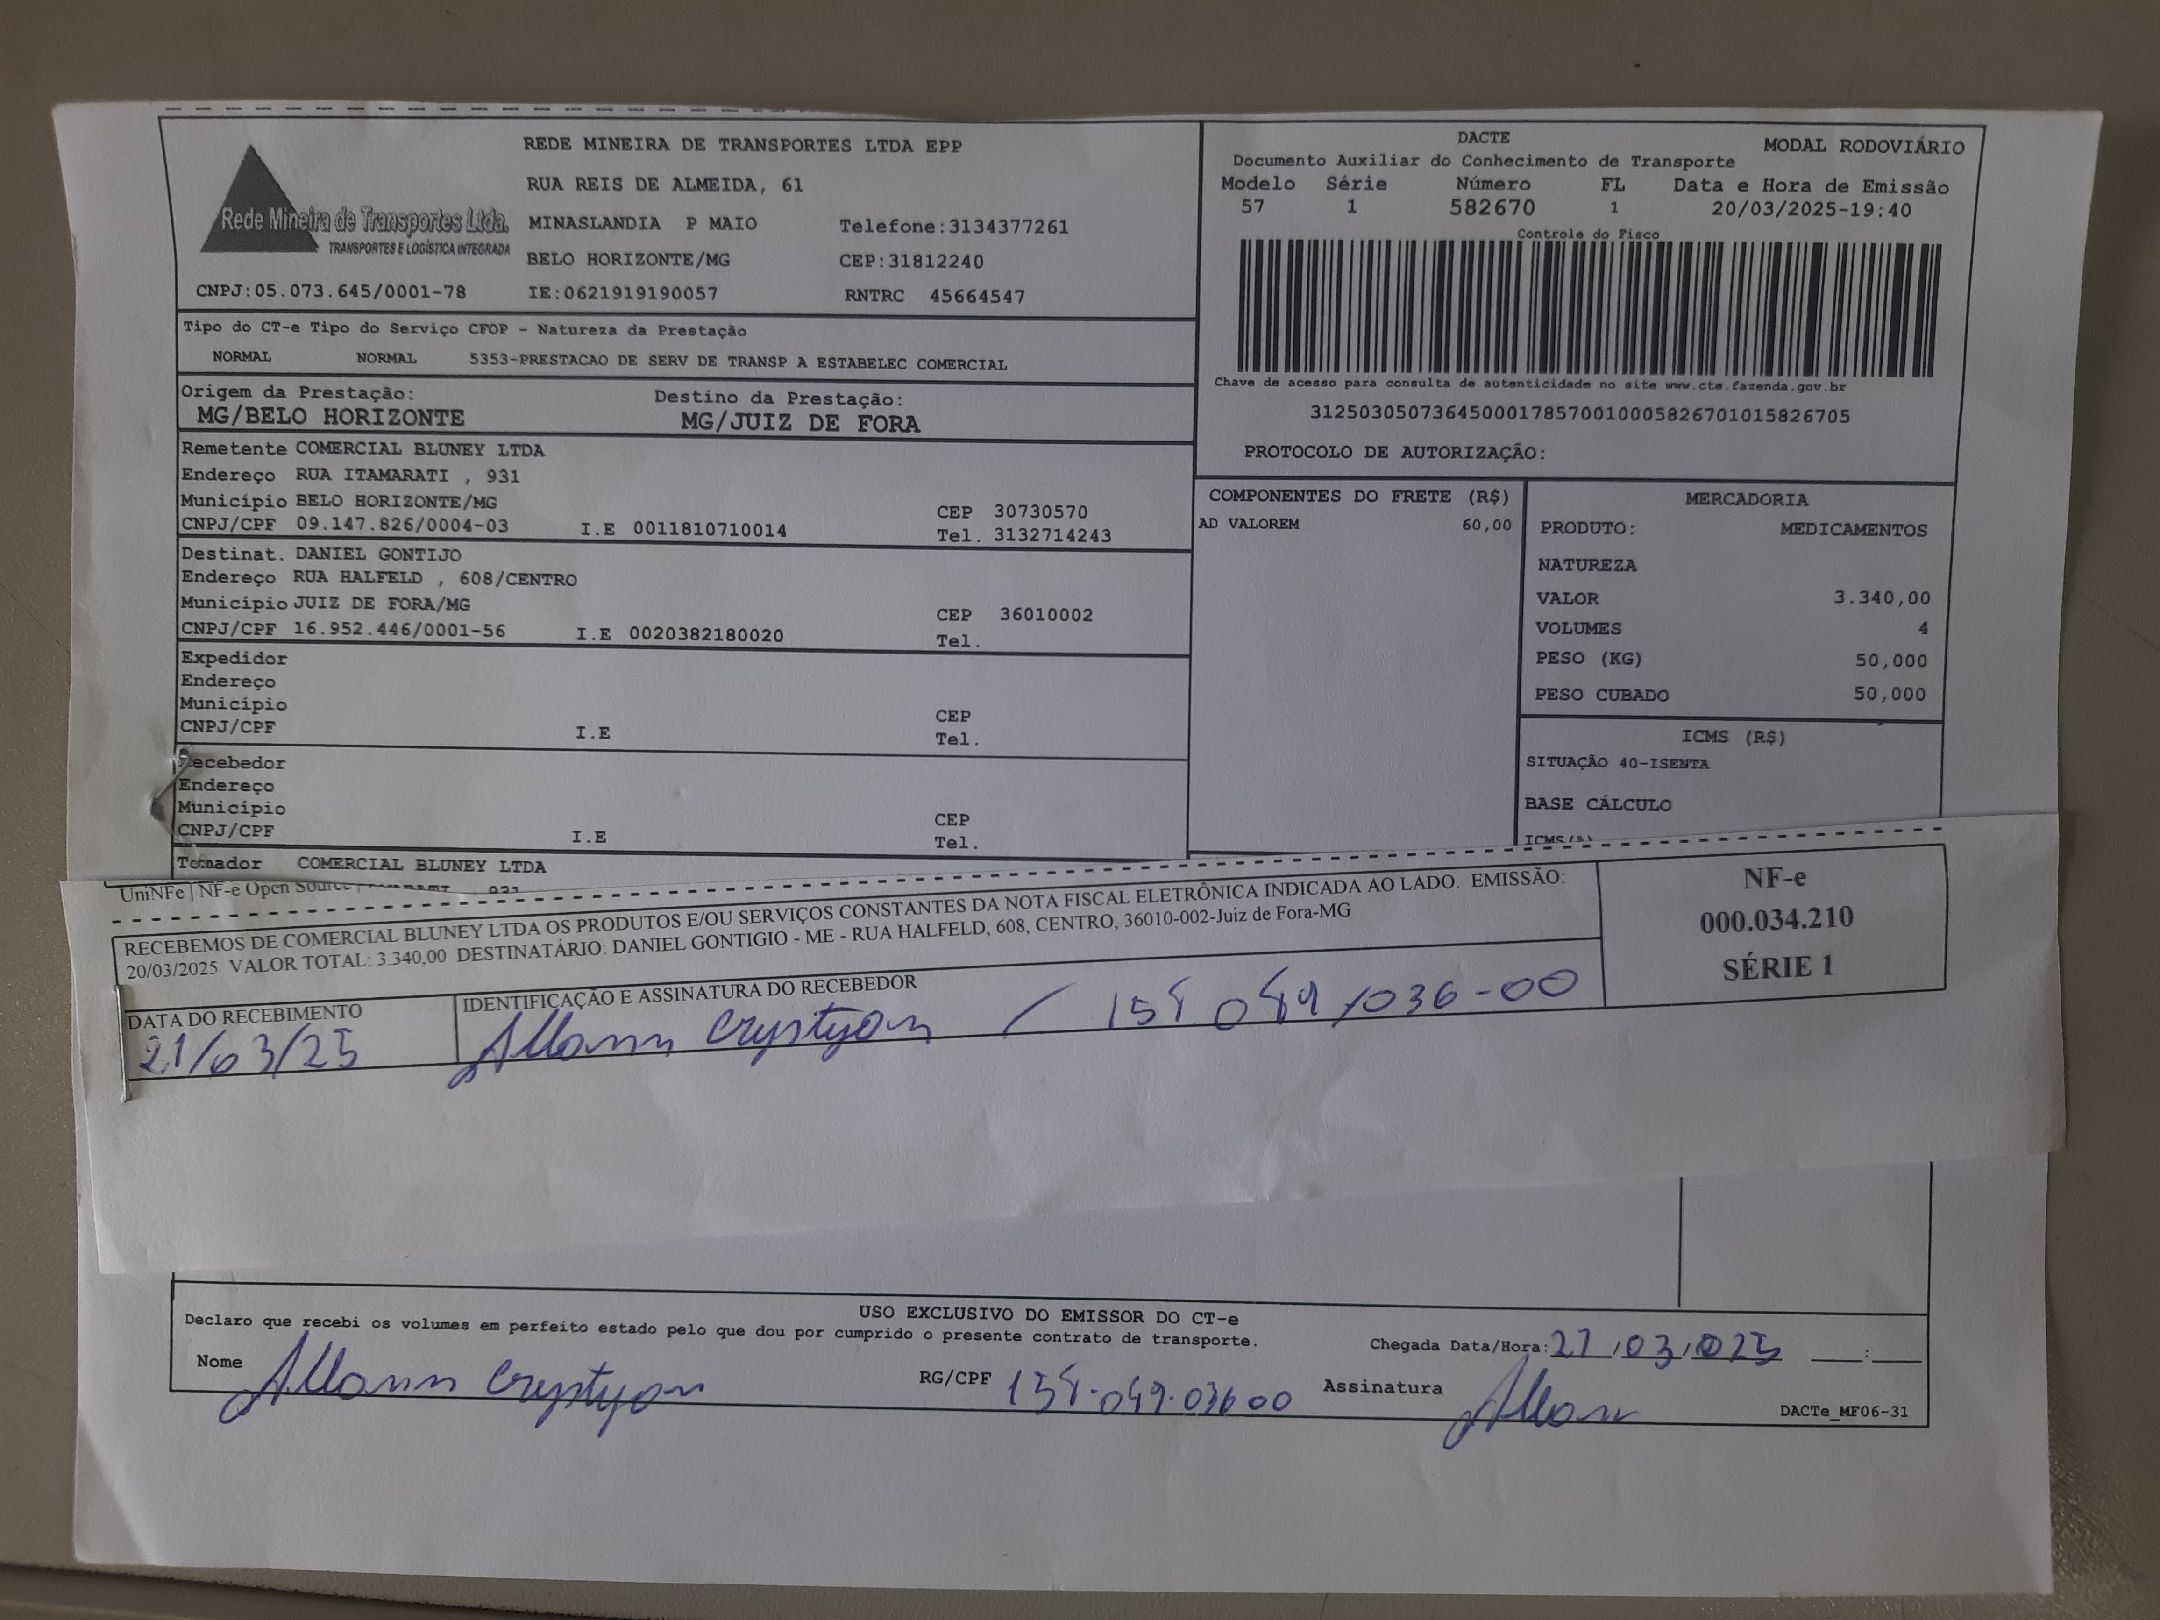 REDE MINEIRA DE TRANSPORTES LTDA EPP
RUA REIS DE ALMEIDA, 61
Rede Mineira de Transportes Ltda.
TRANSPORTES E LOGÍSTICA INTEGRADA
MINASLANDIA P MAIO Telefone:3134377261
BELO HORIZONTE/MG CEP:31812240
CNPJ:05.073.645/0001-78 IE:0621919190057 RNTRC 45664547
DACTE MODAL RODOVIÁRIO
Documento Auxiliar do Conhecimento de Transporte
Modelo Série Número FL Data e Hora de Emissão
57 1 582670 1 20/03/2025-19:40
Controle do Fisco
Chave de acesso para consulta de autenticidade no site www.cte.fazenda.gov.br
31250305073645000178570010005826701015826705
PROTOCOLO DE AUTORIZAÇÃO:
Tipo do CT-e Tipo do Serviço CFOP - Natureza da Prestação
NORMAL NORMAL 5353-PRESTACAO DE SERV DE TRANSP A ESTABELEC COMERCIAL
Origem da Prestação: Destino da Prestação:
MG/BELO HORIZONTE MG/JUIZ DE FORA
Remetente COMERCIAL BLUNEY LTDA
Endereço RUA ITAMARATI , 931
Município BELO HORIZONTE/MG CEP 30730570
CNPJ/CPF 09.147.826/0004-03 I.E 0011810710014 Tel. 3132714243
Destinat. DANIEL GONTIJO
Endereço RUA HALFELD , 608/CENTRO
Município JUIZ DE FORA/MG CEP 36010002
CNPJ/CPF 16.952.446/0001-56 I.E 0020382180020 Tel.
Expedidor
Endereço
Município CEP
CNPJ/CPF I.E Tel.
Recebedor
Endereço
Município CEP
CNPJ/CPF I.E Tel.
Tomador COMERCIAL BLUNEY LTDA
COMPONENTES DO FRETE (R$)
AD VALOREM 60,00
MERCADORIA
PRODUTO: MEDICAMENTOS
NATUREZA
VALOR 3.340,00
VOLUMES 4
PESO (KG) 50,000
PESO CUBADO 50,000
ICMS (R$)
SITUAÇÃO 40-ISENTA
BASE CÁLCULO
ICMS(%)
UniNFe | NF-e Open Source |
RECEBEMOS DE COMERCIAL BLUNEY LTDA OS PRODUTOS E/OU SERVIÇOS CONSTANTES DA NOTA FISCAL ELETRÔNICA INDICADA AO LADO. EMISSÃO:
20/03/2025 VALOR TOTAL: 3.340,00 DESTINATÁRIO: DANIEL GONTIGIO - ME - RUA HALFELD, 608, CENTRO, 36010-002-Juiz de Fora-MG
NF-e
000.034.210
SÉRIE 1
DATA DO RECEBIMENTO IDENTIFICAÇÃO E ASSINATURA DO RECEBEDOR
21/03/25 Allann Crystyan /
USO EXCLUSIVO DO EMISSOR DO CT-e
Declaro que recebi os volumes em perfeito estado pelo que dou por cumprido o presente contrato de transporte.
Chegada Data/Hora: 21/03/025 ___:___
Nome Allann Crystyan RG/CPF Assinatura Allan
DACTe_MF06-31